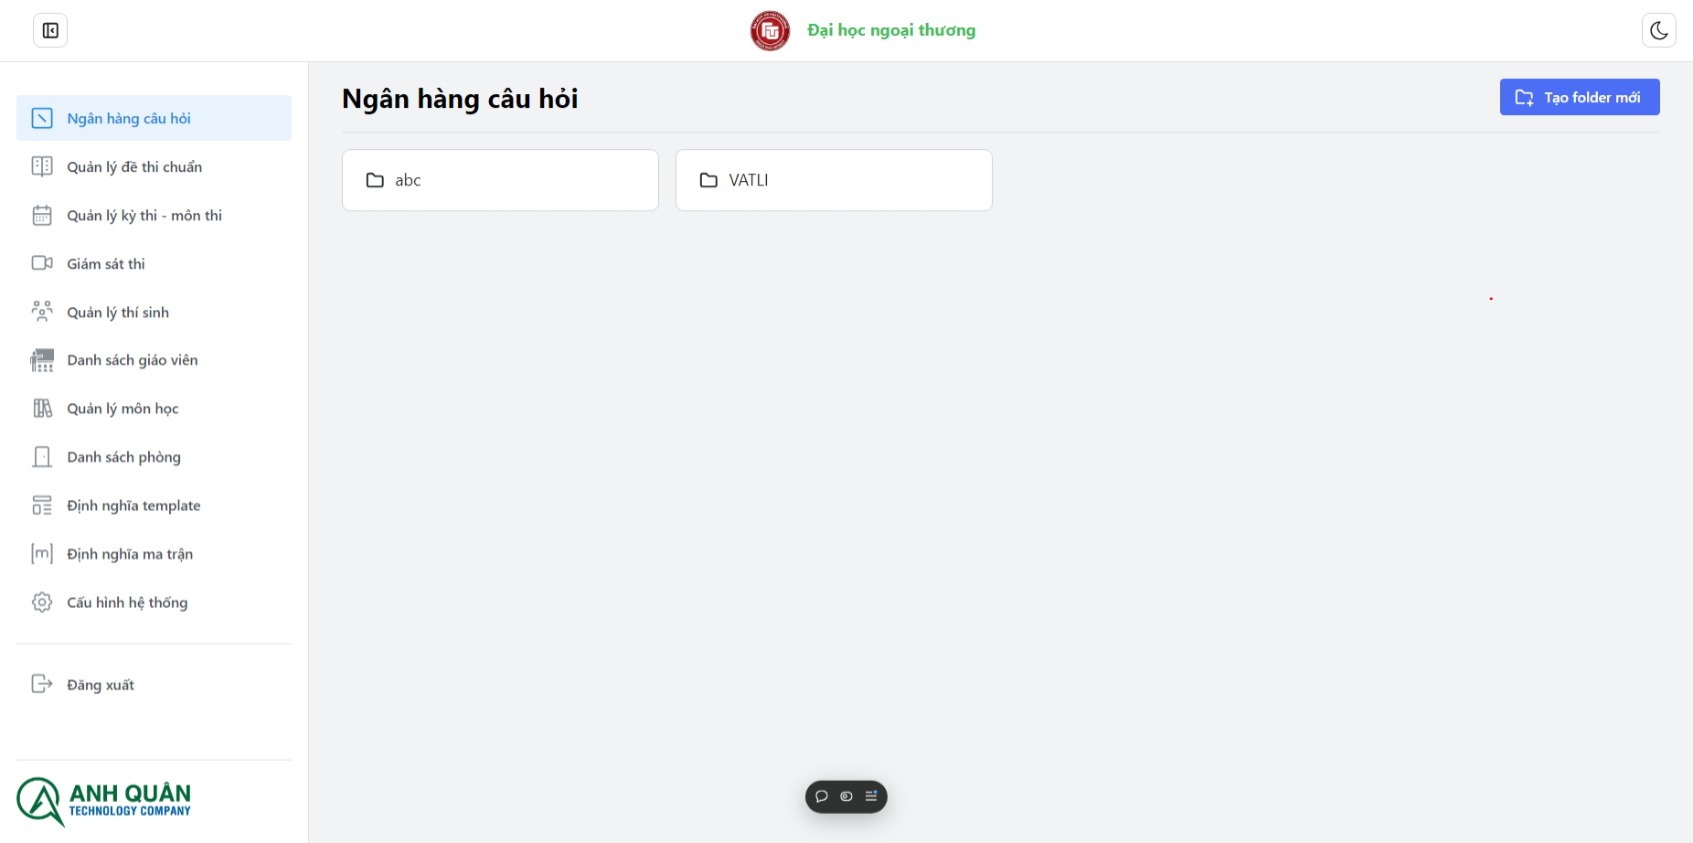 Đại học ngoại thương
Ngân hàng câu hỏi
Quản lý đề thi chuẩn
Quản lý kỳ thi - môn thi
Giám sát thi
Quản lý thí sinh
Danh sách giáo viên
Quản lý môn học
Danh sách phòng
Định nghĩa template
Định nghĩa ma trận
Cấu hình hệ thống
Đăng xuất
ANH QUÂN
TECHNOLOGY COMPANY
Ngân hàng câu hỏi
Tạo folder mới
abc
VATLI